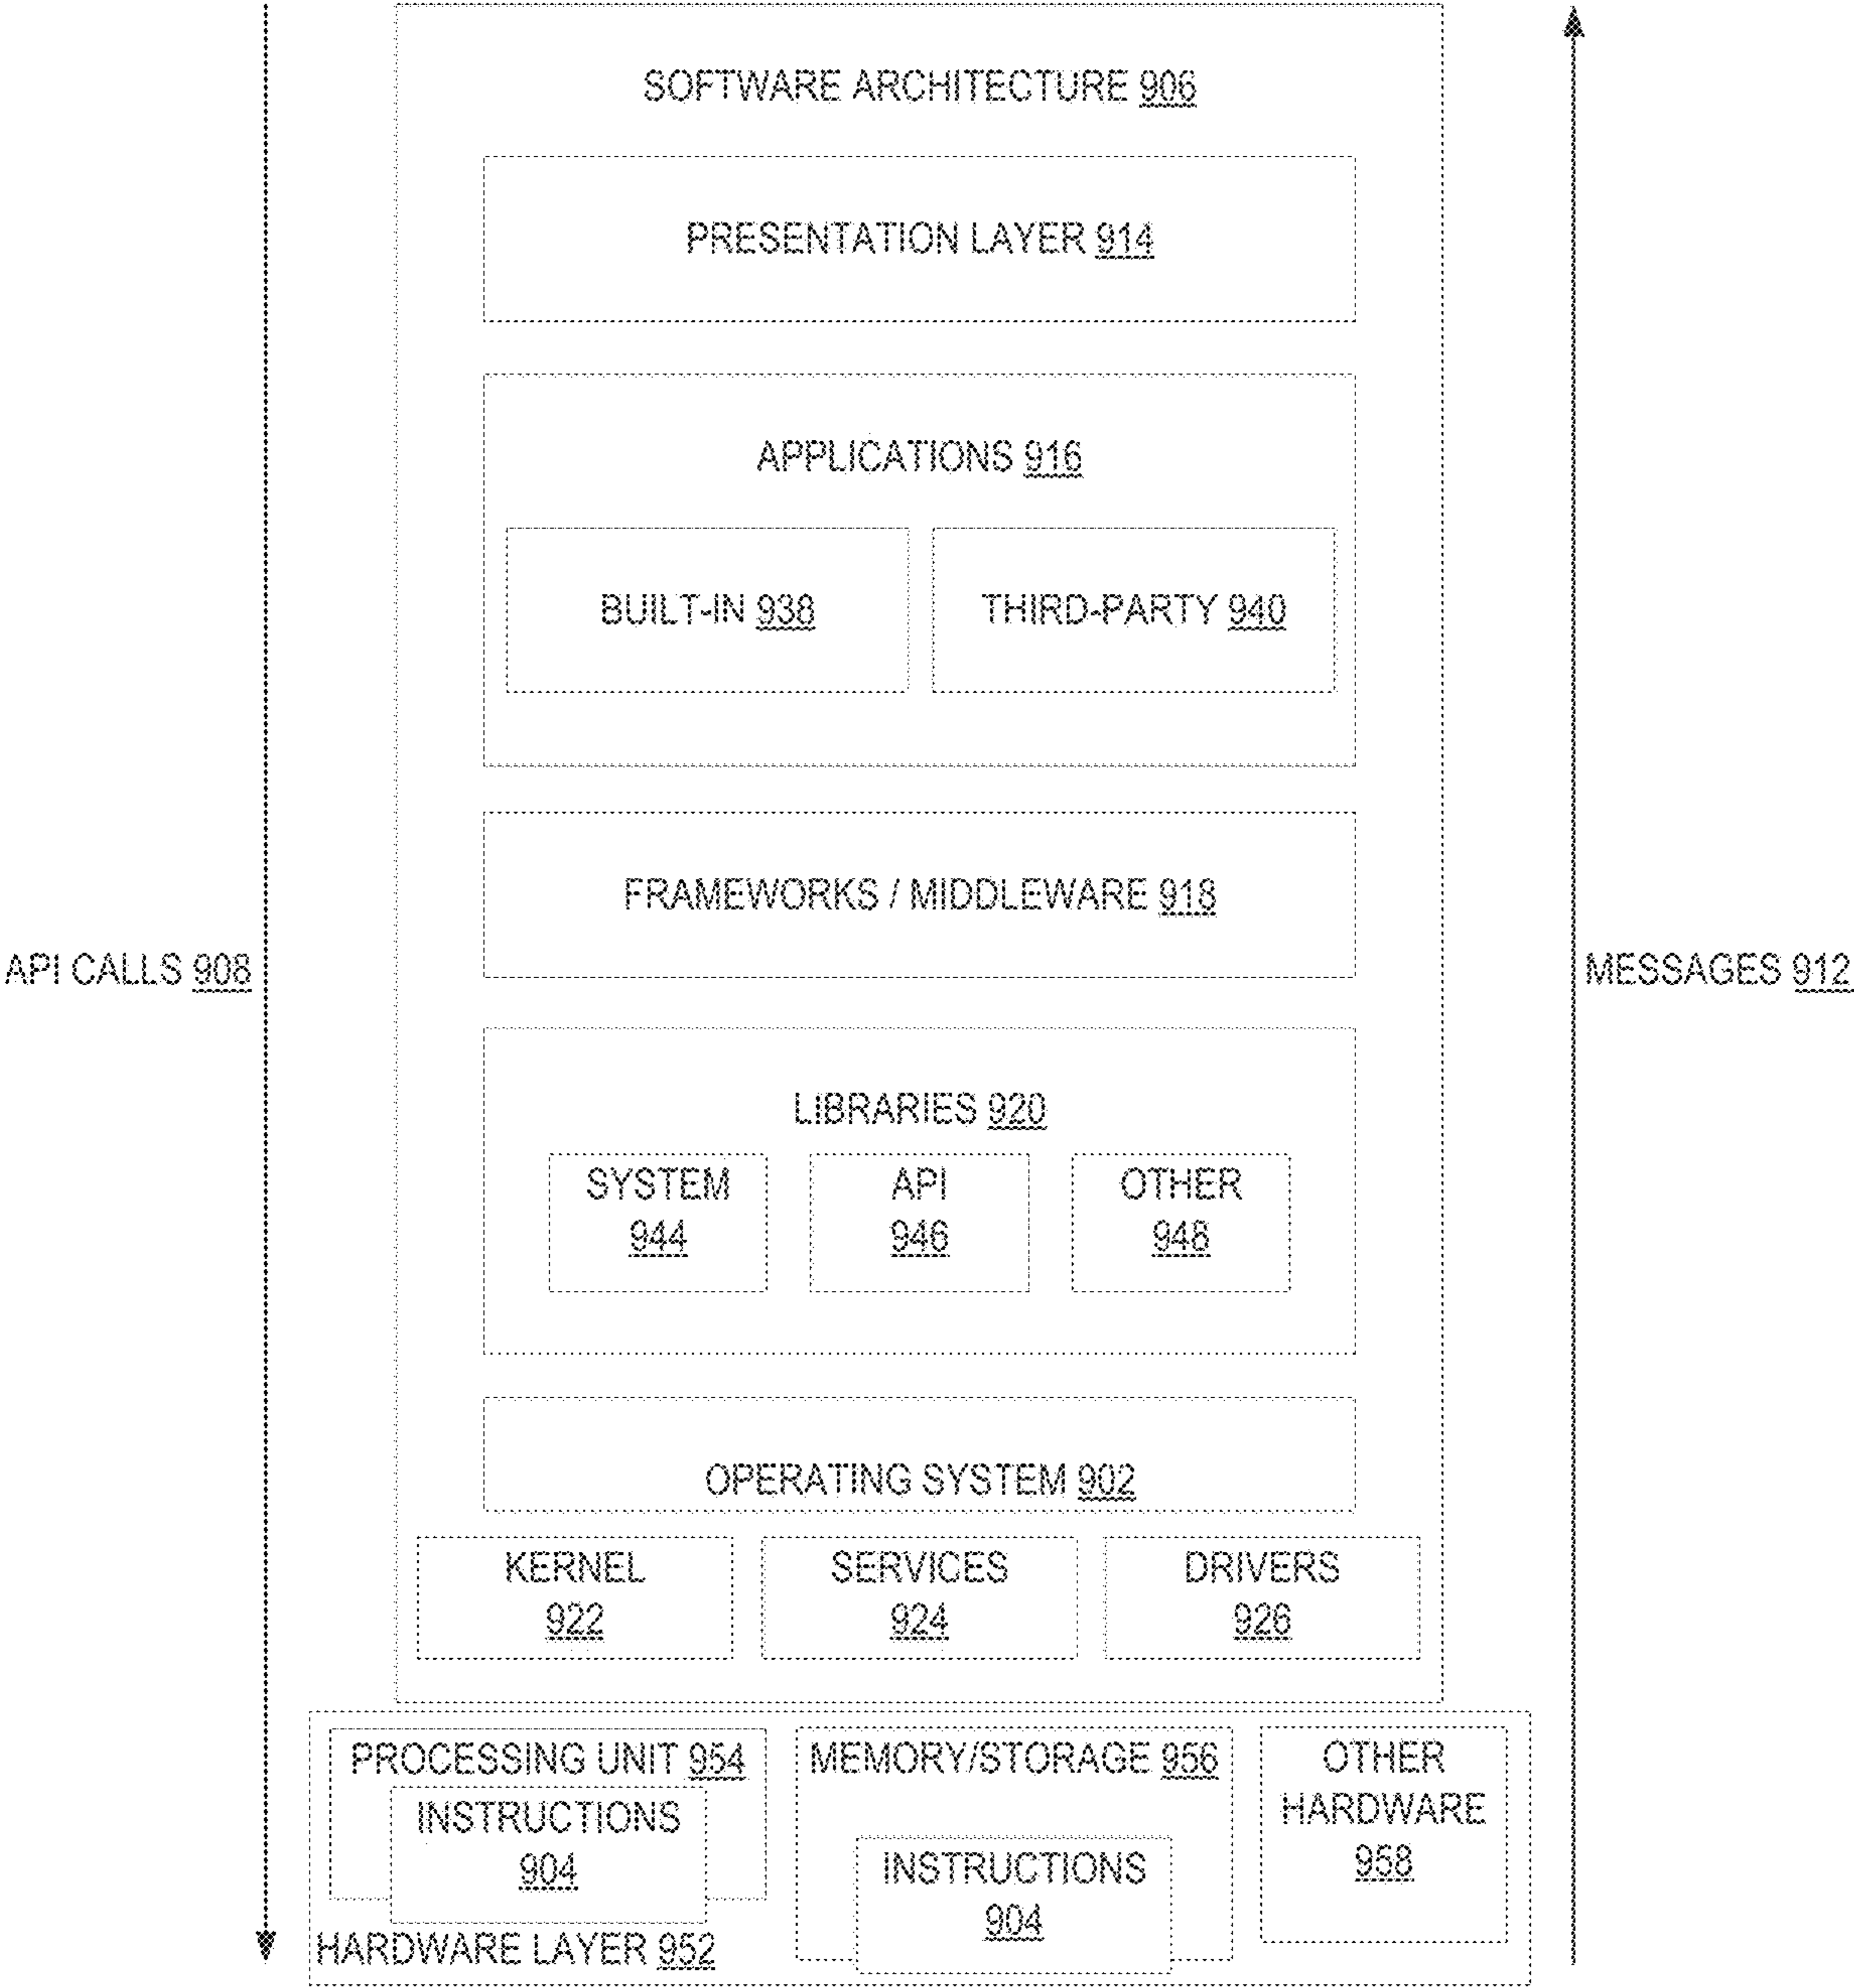 SOFTWARE ARCHITECTURE 906
PRESENTATION LAYER 914
APPLICATIONS 916
BUILT-IN 938
THIRD-PARTY 940
FRAMEWORKS / MIDDLEWARE 918
API CALLS 908
MESSAGES 912
LIBRARIES 920
SYSTEM
944
API
946
OTHER
948
OPERATING SYSTEM 902
KERNEL
922
SERVICES
924
DRIVERS
926
PROCESSING UNIT 954
INSTRUCTIONS
904
MEMORY/STORAGE 956
INSTRUCTIONS
904
OTHER
HARDWARE
958
HARDWARE LAYER 952